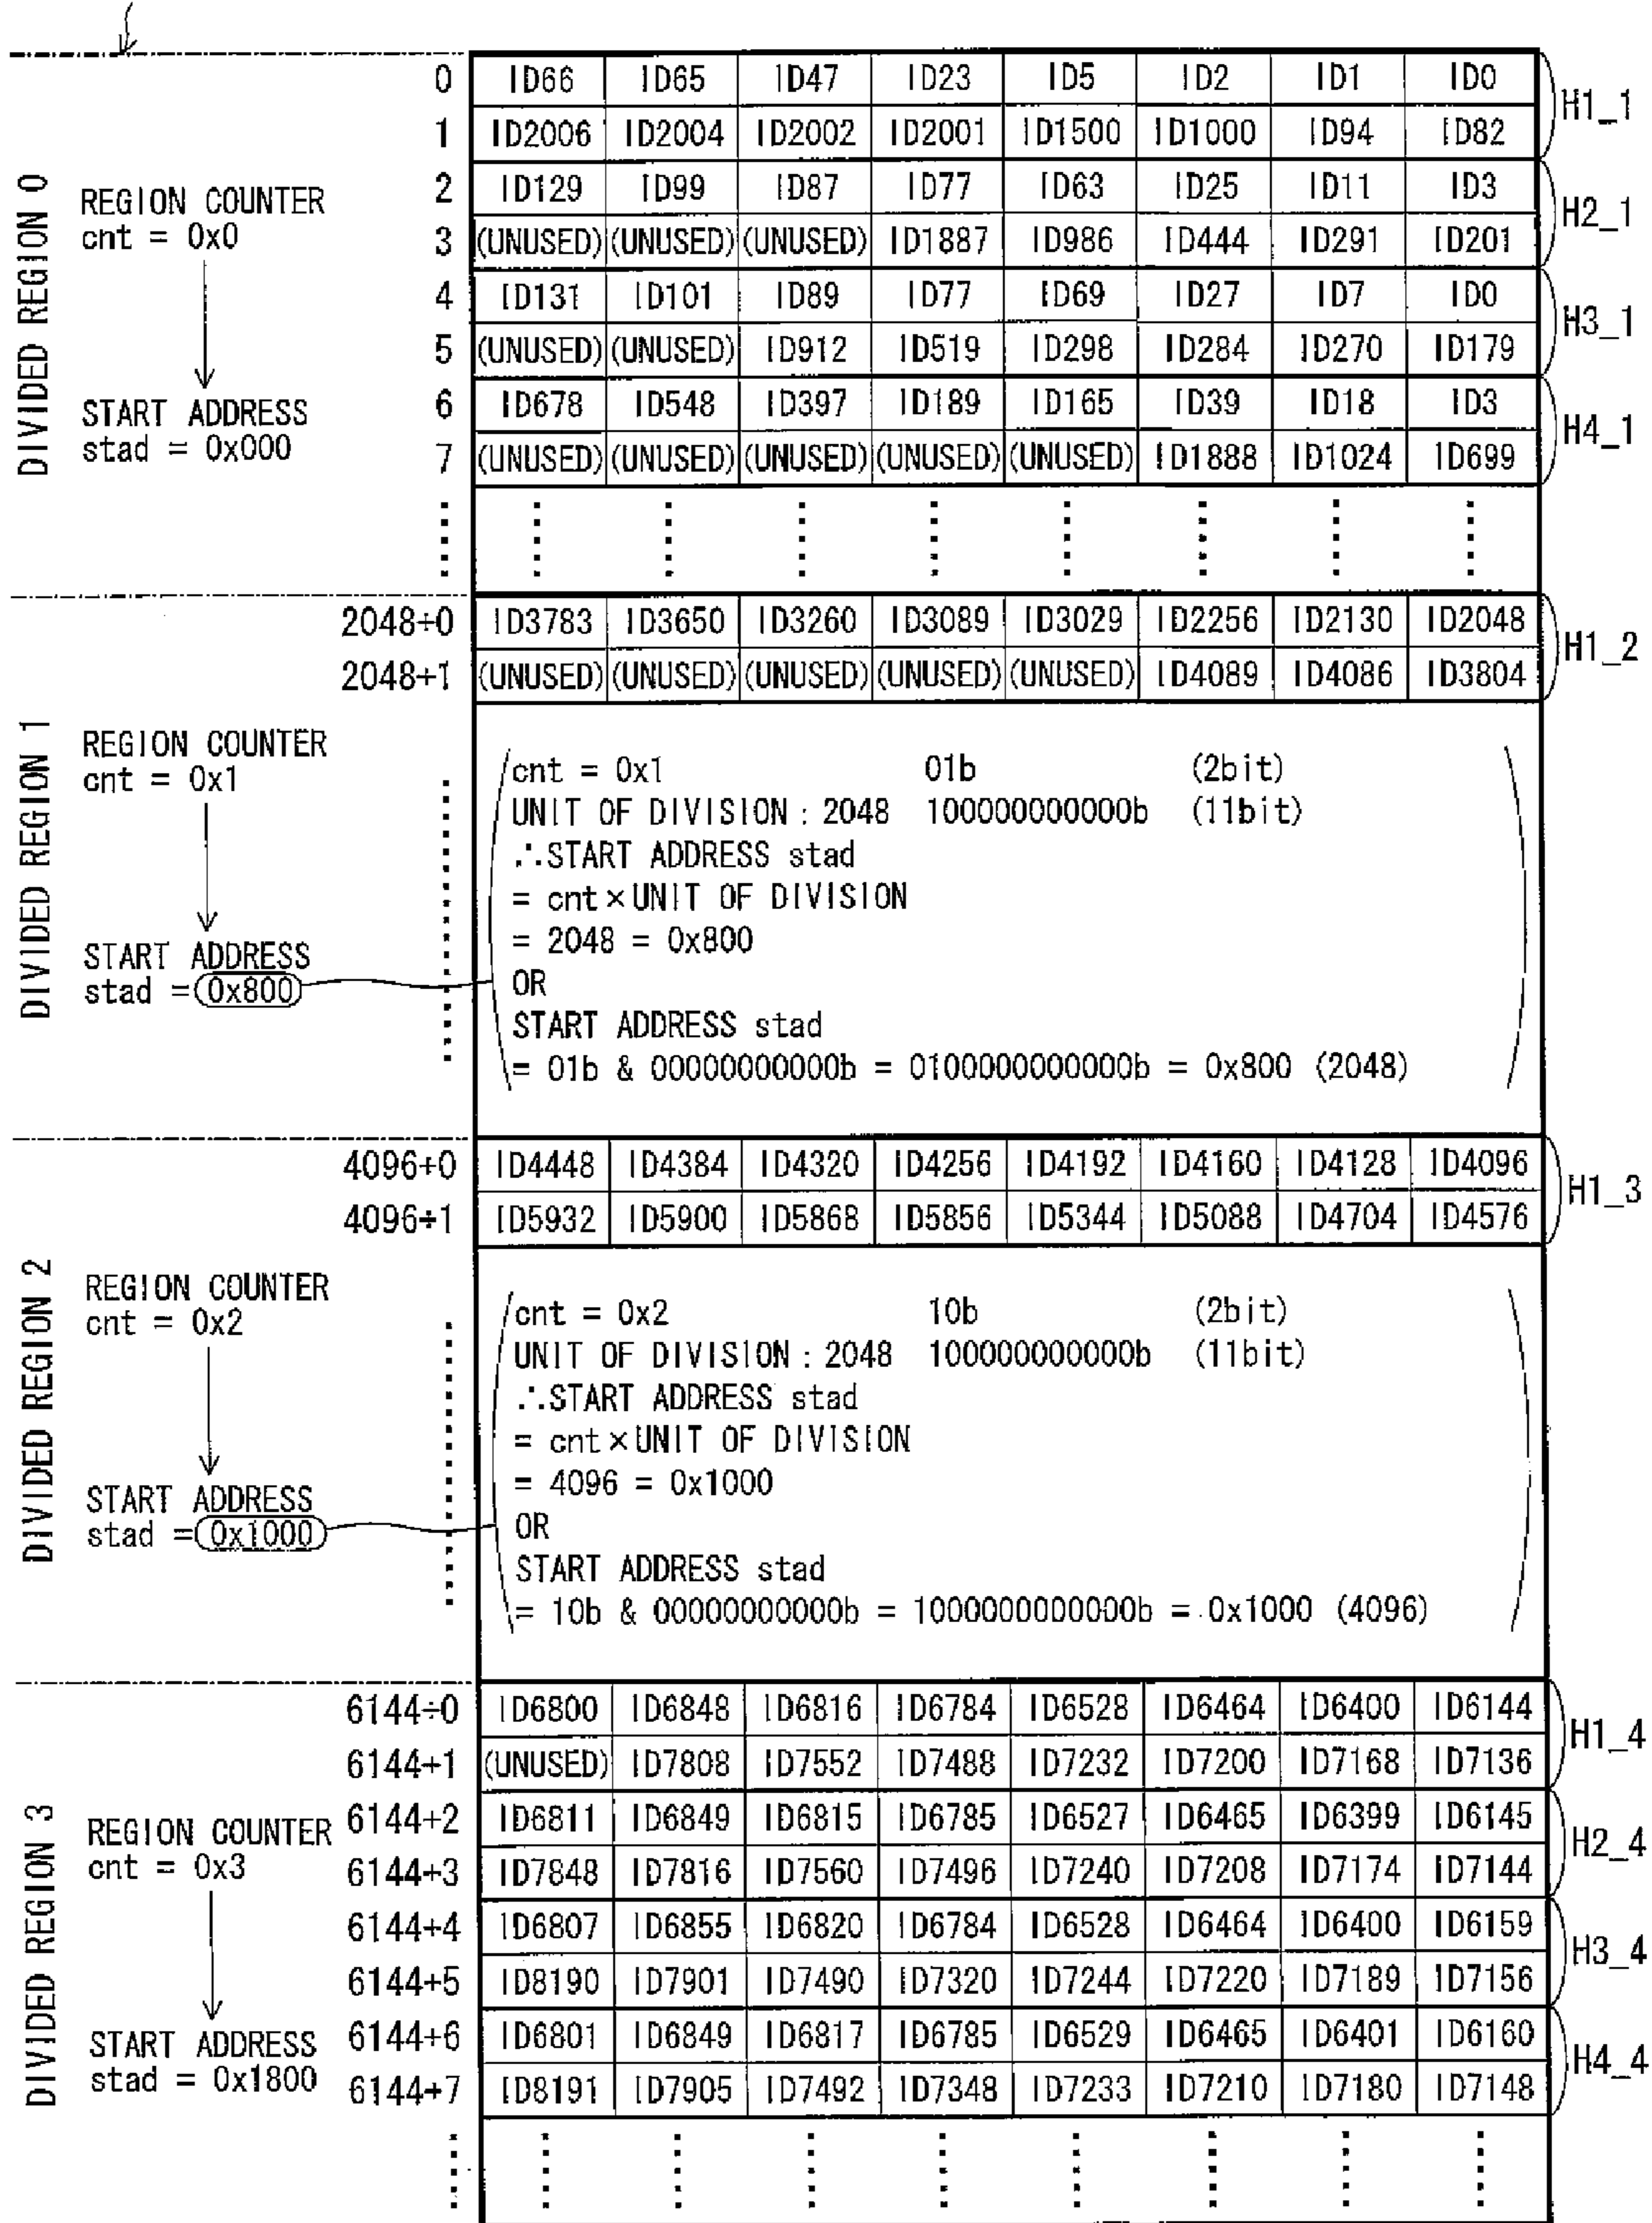 0 ID66 ID65 ID47 ID23 ID5 ID2 ID1 ID0
H1_1
1 ID2006 ID2004 ID2002 ID2001 ID1500 ID1000 ID94 ID82
DIVIDED REGION 0
REGION COUNTER
cnt = 0x0
2 ID129 ID99 ID87 ID77 ID63 ID25 ID11 ID3
H2_1
3 (UNUSED) (UNUSED) (UNUSED) ID1887 ID986 ID444 ID291 ID201
4 ID131 ID101 ID89 ID77 ID69 ID27 ID7 ID0
H3_1
5 (UNUSED) (UNUSED) ID912 ID519 ID298 ID284 ID270 ID179
START ADDRESS
stad = 0x000
6 ID678 ID548 ID397 ID189 ID165 ID39 ID18 ID3
H4_1
7 (UNUSED) (UNUSED) (UNUSED) (UNUSED) (UNUSED) ID1888 ID1024 ID699
2048+0 ID3783 ID3650 ID3260 ID3089 ID3029 ID2256 ID2130 ID2048
H1_2
2048+1 (UNUSED) (UNUSED) (UNUSED) (UNUSED) (UNUSED) ID4089 ID4086 ID3804
DIVIDED REGION 1
REGION COUNTER
cnt = 0x1
START ADDRESS
stad = 0x800
cnt = 0x1 01b (2bit)
UNIT OF DIVISION : 2048 100000000000b (11bit)
∴START ADDRESS stad
= cnt×UNIT OF DIVISION
= 2048 = 0x800
OR
START ADDRESS stad
= 01b & 00000000000b = 0100000000000b = 0x800 (2048)
4096+0 ID4448 ID4384 ID4320 ID4256 ID4192 ID4160 ID4128 ID4096
H1_3
4096+1 ID5932 ID5900 ID5868 ID5856 ID5344 ID5088 ID4704 ID4576
DIVIDED REGION 2
REGION COUNTER
cnt = 0x2
START ADDRESS
stad = 0x1000
cnt = 0x2 10b (2bit)
UNIT OF DIVISION : 2048 100000000000b (11bit)
∴START ADDRESS stad
= cnt×UNIT OF DIVISION
= 4096 = 0x1000
OR
START ADDRESS stad
= 10b & 00000000000b = 1000000000000b = 0x1000 (4096)
6144+0 ID6800 ID6848 ID6816 ID6784 ID6528 ID6464 ID6400 ID6144
H1_4
6144+1 (UNUSED) ID7808 ID7552 ID7488 ID7232 ID7200 ID7168 ID7136
DIVIDED REGION 3
REGION COUNTER
cnt = 0x3
6144+2 ID6811 ID6849 ID6815 ID6785 ID6527 ID6465 ID6399 ID6145
H2_4
6144+3 ID7848 ID7816 ID7560 ID7496 ID7240 ID7208 ID7174 ID7144
6144+4 ID6807 ID6855 ID6820 ID6784 ID6528 ID6464 ID6400 ID6159
H3_4
6144+5 ID8190 ID7901 ID7490 ID7320 ID7244 ID7220 ID7189 ID7156
START ADDRESS
stad = 0x1800
6144+6 ID6801 ID6849 ID6817 ID6785 ID6529 ID6465 ID6401 ID6160
H4_4
6144+7 ID8191 ID7905 ID7492 ID7348 ID7233 ID7210 ID7180 ID7148